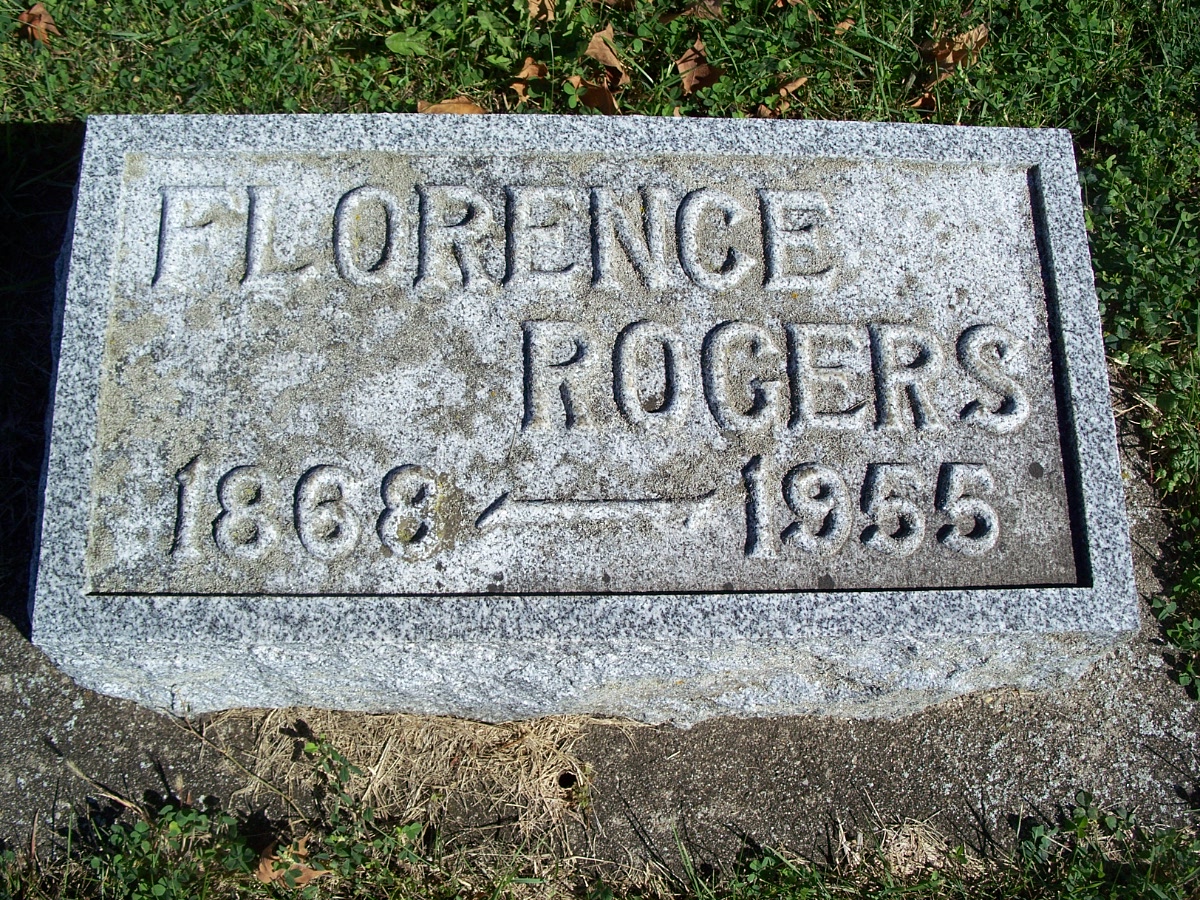 FLORENCE
ROGERS
1868 — 1955